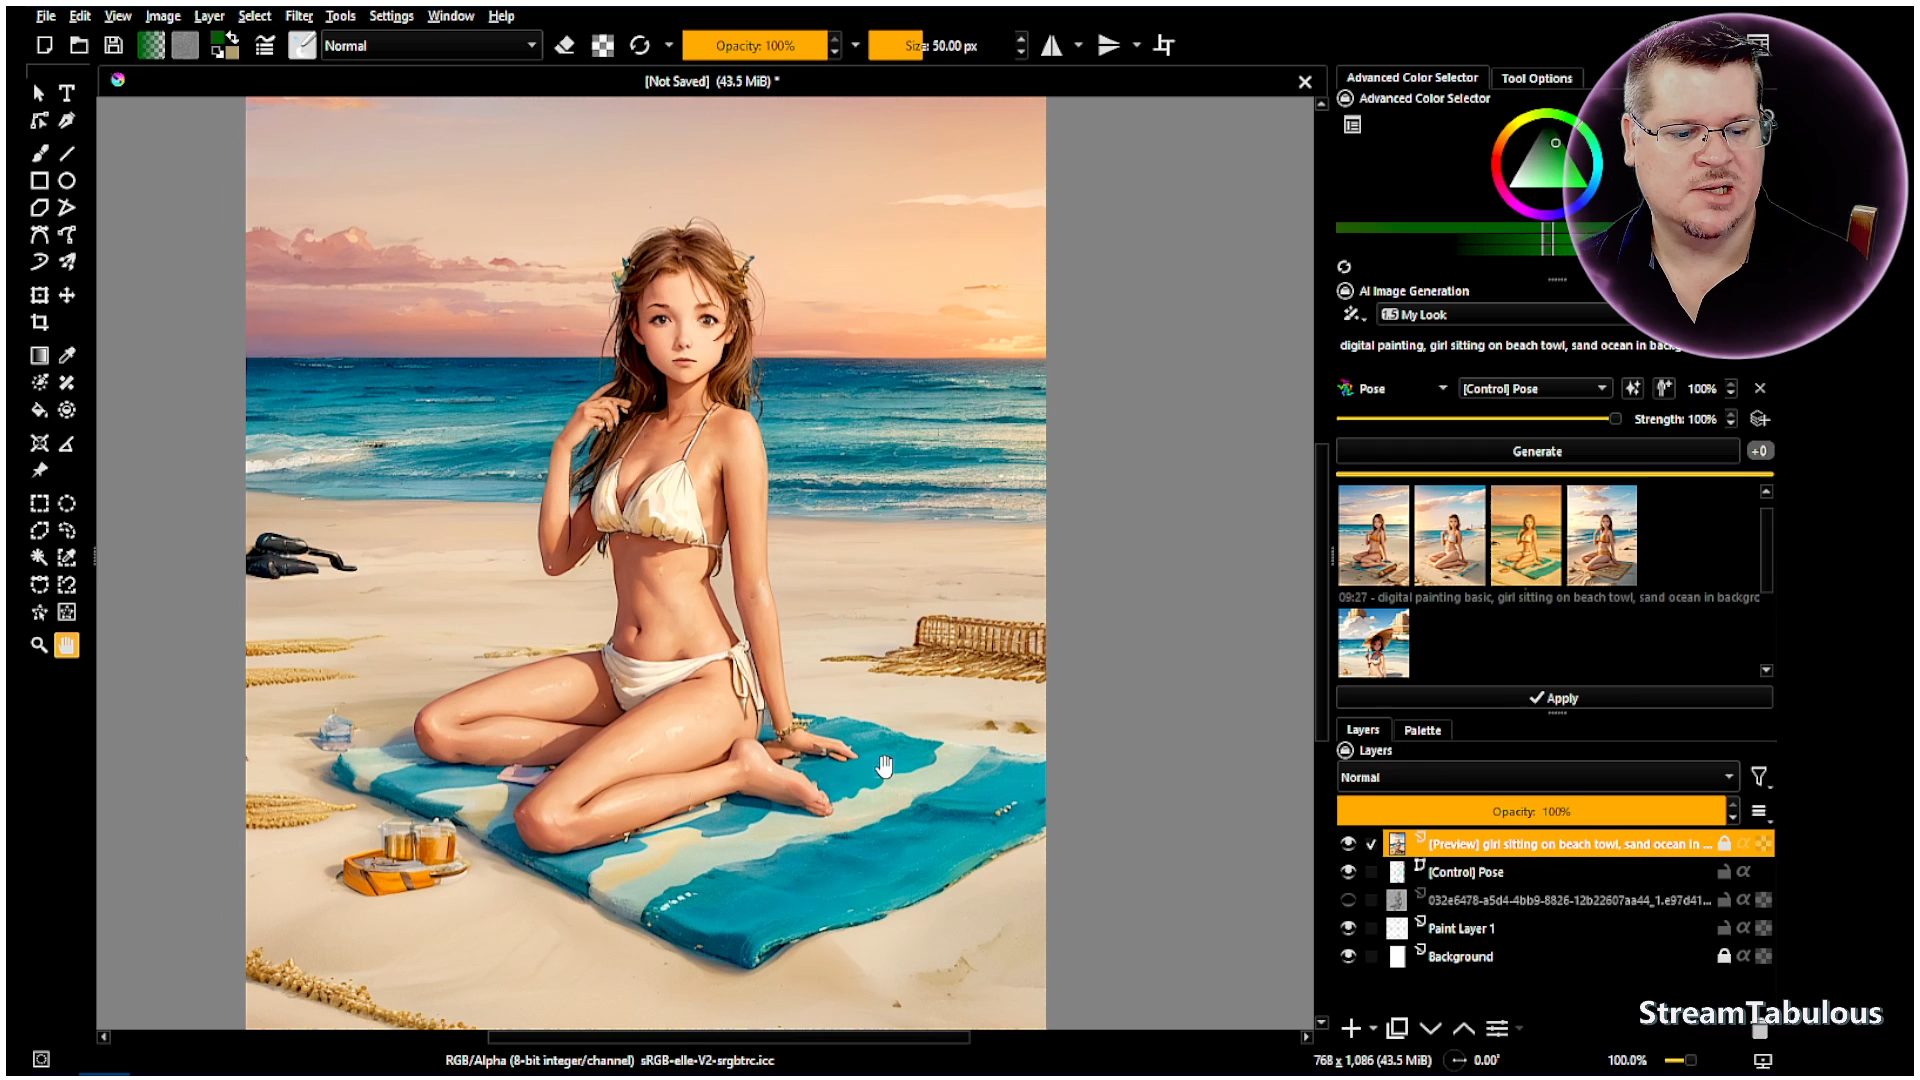 File Edit View Image Layer Select Filter Tools Settings Window Help
Normal
Opacity: 100%
Size: 50.00 px
[Not Saved] (43.5 MiB) *
Advanced Color Selector
Tool Options
Advanced Color Selector
AI Image Generation
1.5 My Look
digital painting, girl sitting on beach towl, sand ocean in
Pose
[Control] Pose
100%
Strength: 100%
Generate
+0
09:27 - digital painting basic, girl sitting on beach towl, sand ocean in backgrc
Apply
Layers
Palette
Layers
Normal
Opacity: 100%
[Preview] girl sitting on beach towl, sand ocean in ...
[Control] Pose
032e6478-a5d4-4bb9-8826-12b22607aa44_1.e97d41...
Paint Layer 1
Background
StreamTabulous
RGB/Alpha (8-bit integer/channel) sRGB-elle-V2-srgbtrc.icc
768 x 1,086 (43.5 MiB)
0.00°
100.0%